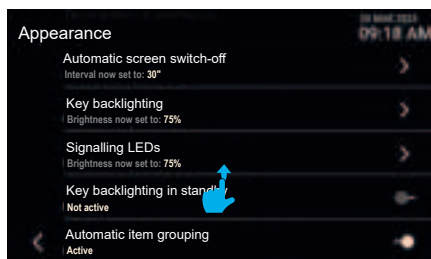 09:18 AM
Appearance
Automatic screen switch-off
Interval now set to: 30"
Key backlighting
Brightness now set to: 75%
Signalling LEDs
Brightness now set to: 75%
Key backlighting in standby
Not active
Automatic item grouping
Active